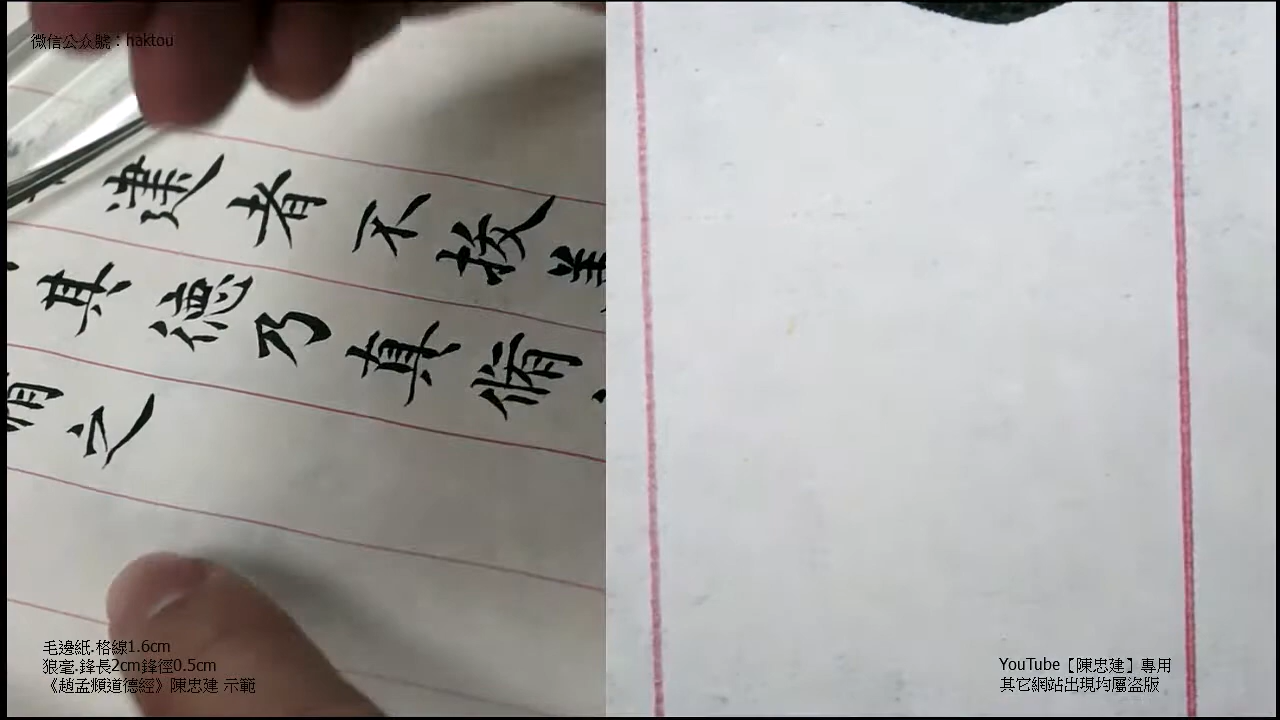 微信公众號：haktou
建者不拔善
其德乃真脩
脩之
毛邊紙.格線1.6cm
狼毫.鋒長2cm鋒徑0.5cm
《趙孟頫道德經》陳忠建 示範
YouTube［陳忠建］專用
其它網站出現均屬盜版